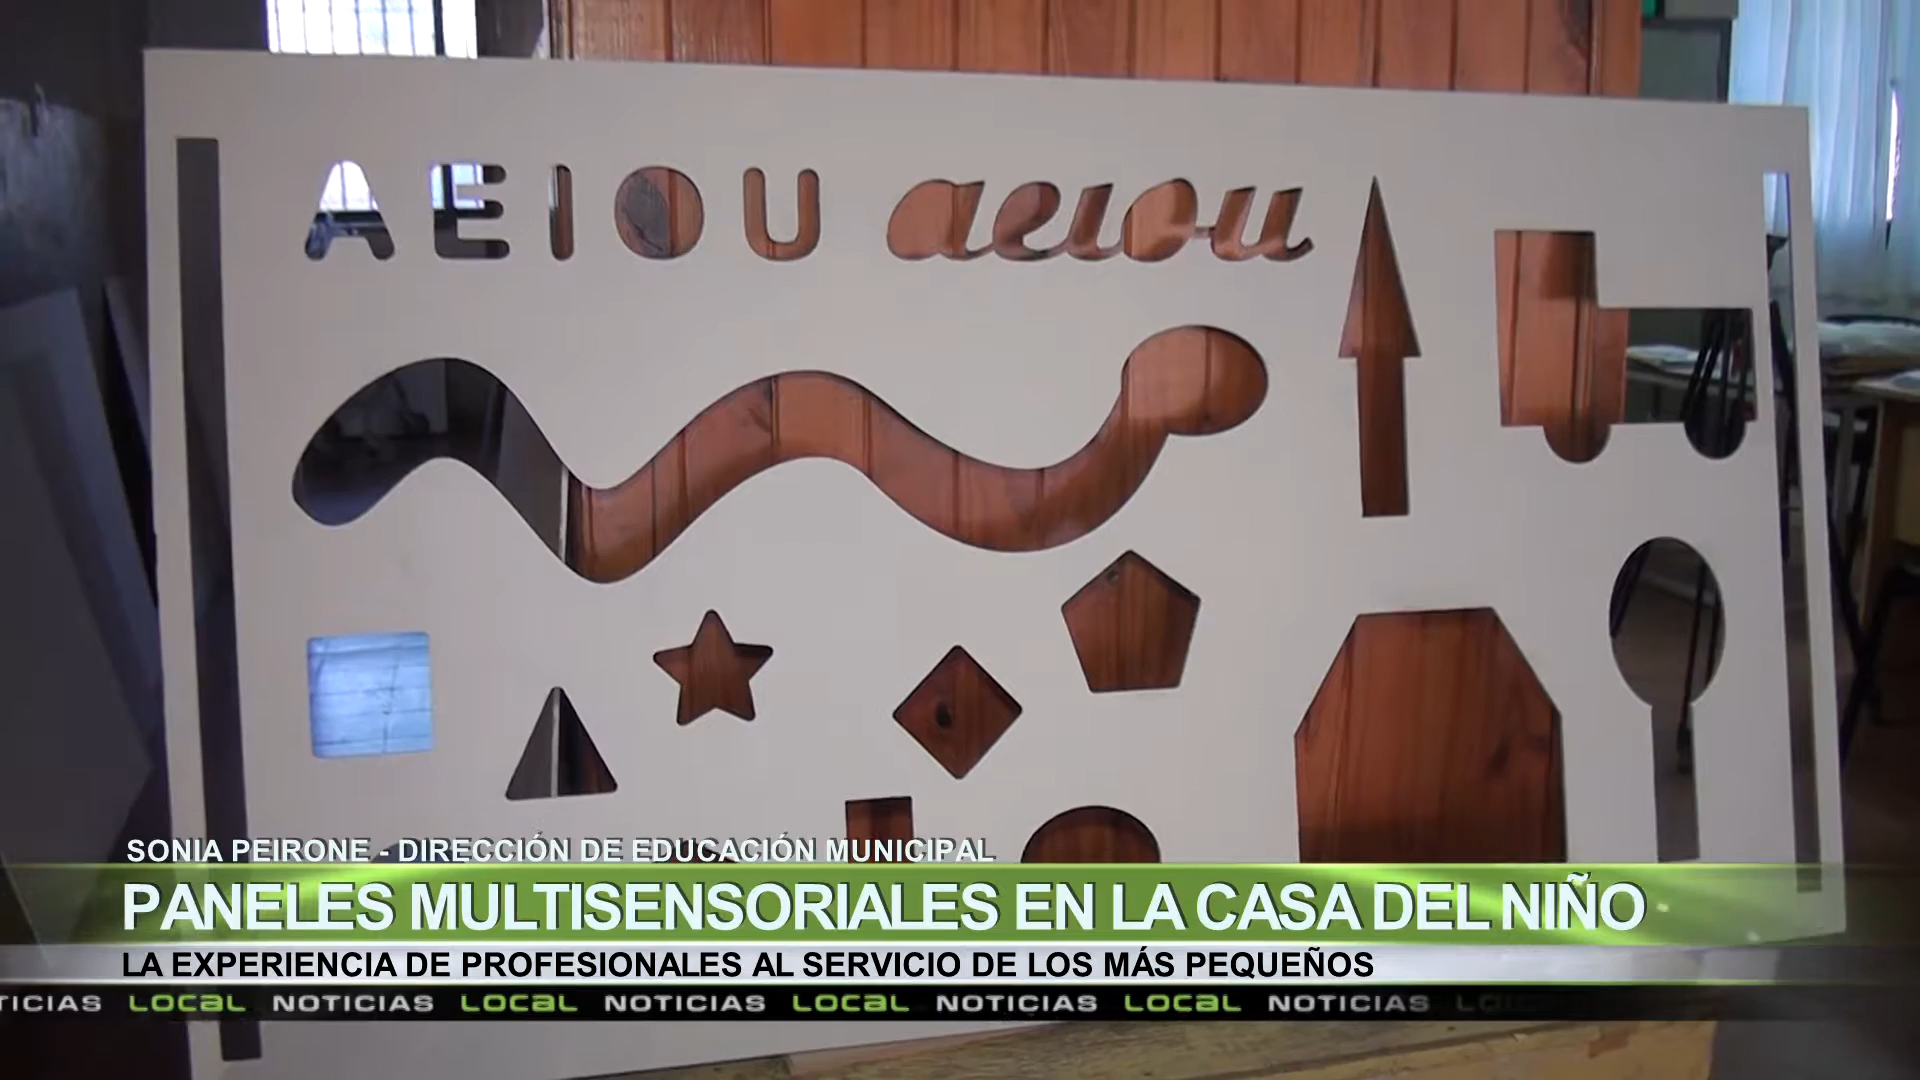 AEIOU aeiou
SONIA PEIRONE - DIRECCIÓN DE EDUCACIÓN MUNICIPAL
PANELES MULTISENSORIALES EN LA CASA DEL NIÑO
LA EXPERIENCIA DE PROFESIONALES AL SERVICIO DE LOS MÁS PEQUEÑOS
TICIAS LOCAL NOTICIAS LOCAL NOTICIAS LOCAL NOTICIAS LOCAL NOTICIAS